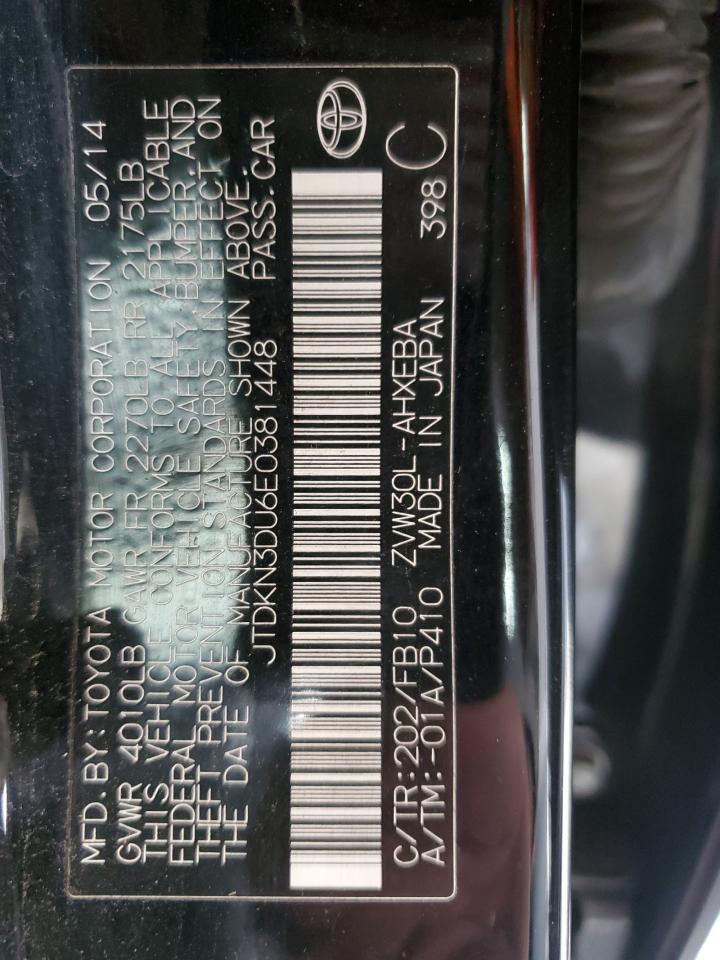 MFD.BY:TOYOTA MOTOR CORPORATION 05/14
GVWR 4010LB GAWR FR 2270LB RR 2175LB
THIS VEHICLE CONFORMS TO ALL APPLICABLE
FEDERAL MOTOR VEHICLE SAFETY,BUMPER,AND
THEFT PREVENTION STANDARDS IN EFFECT ON
THE DATE OF MANUFACTURE SHOWN ABOVE.
JTDKN3DU6E0381448 PASS.CAR
C/TR:202/FB10 ZVW30L-AHXEBA
A/TM:-01A/P410 MADE IN JAPAN 398 C